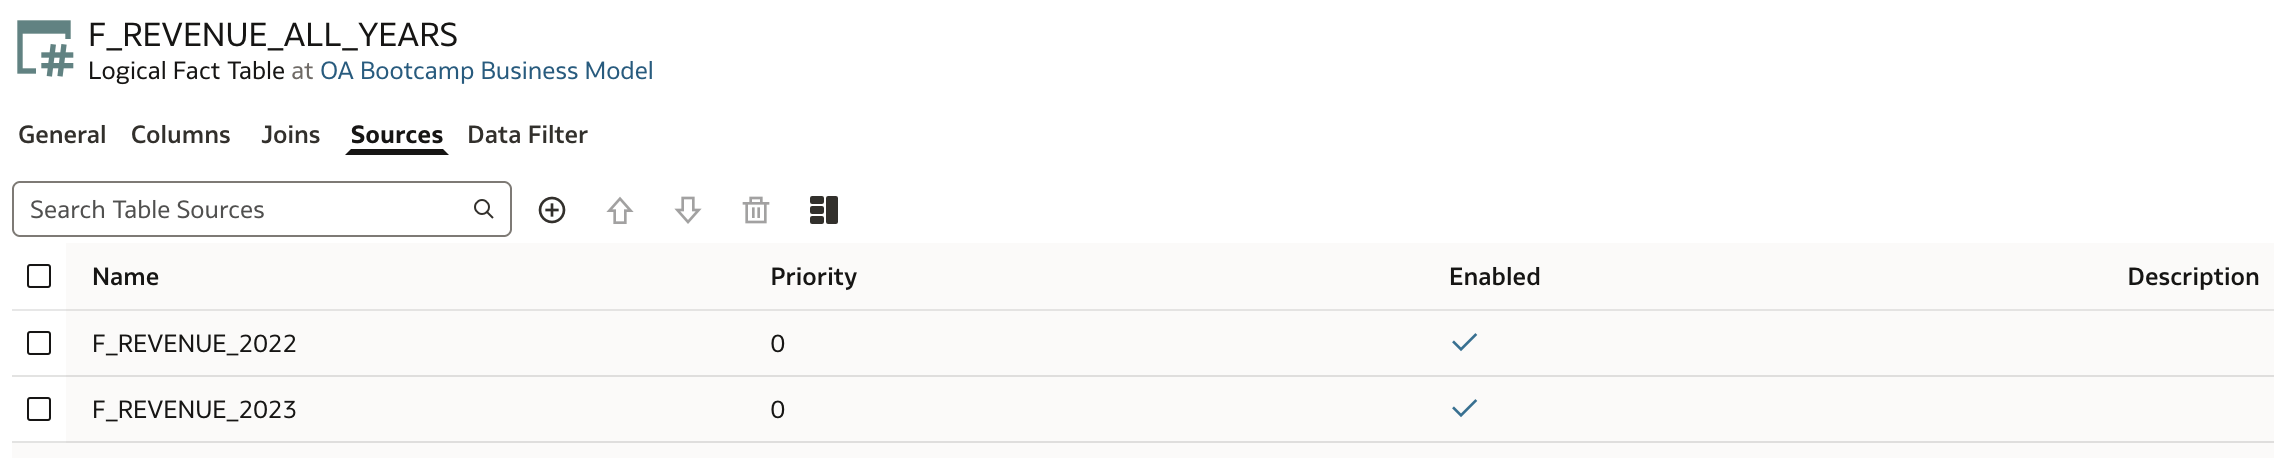 F_REVENUE_ALL_YEARS
Logical Fact Table at OA Bootcamp Business Model
General Columns Joins Sources Data Filter
Search Table Sources
Name Priority Enabled Description
F_REVENUE_2022 0
F_REVENUE_2023 0